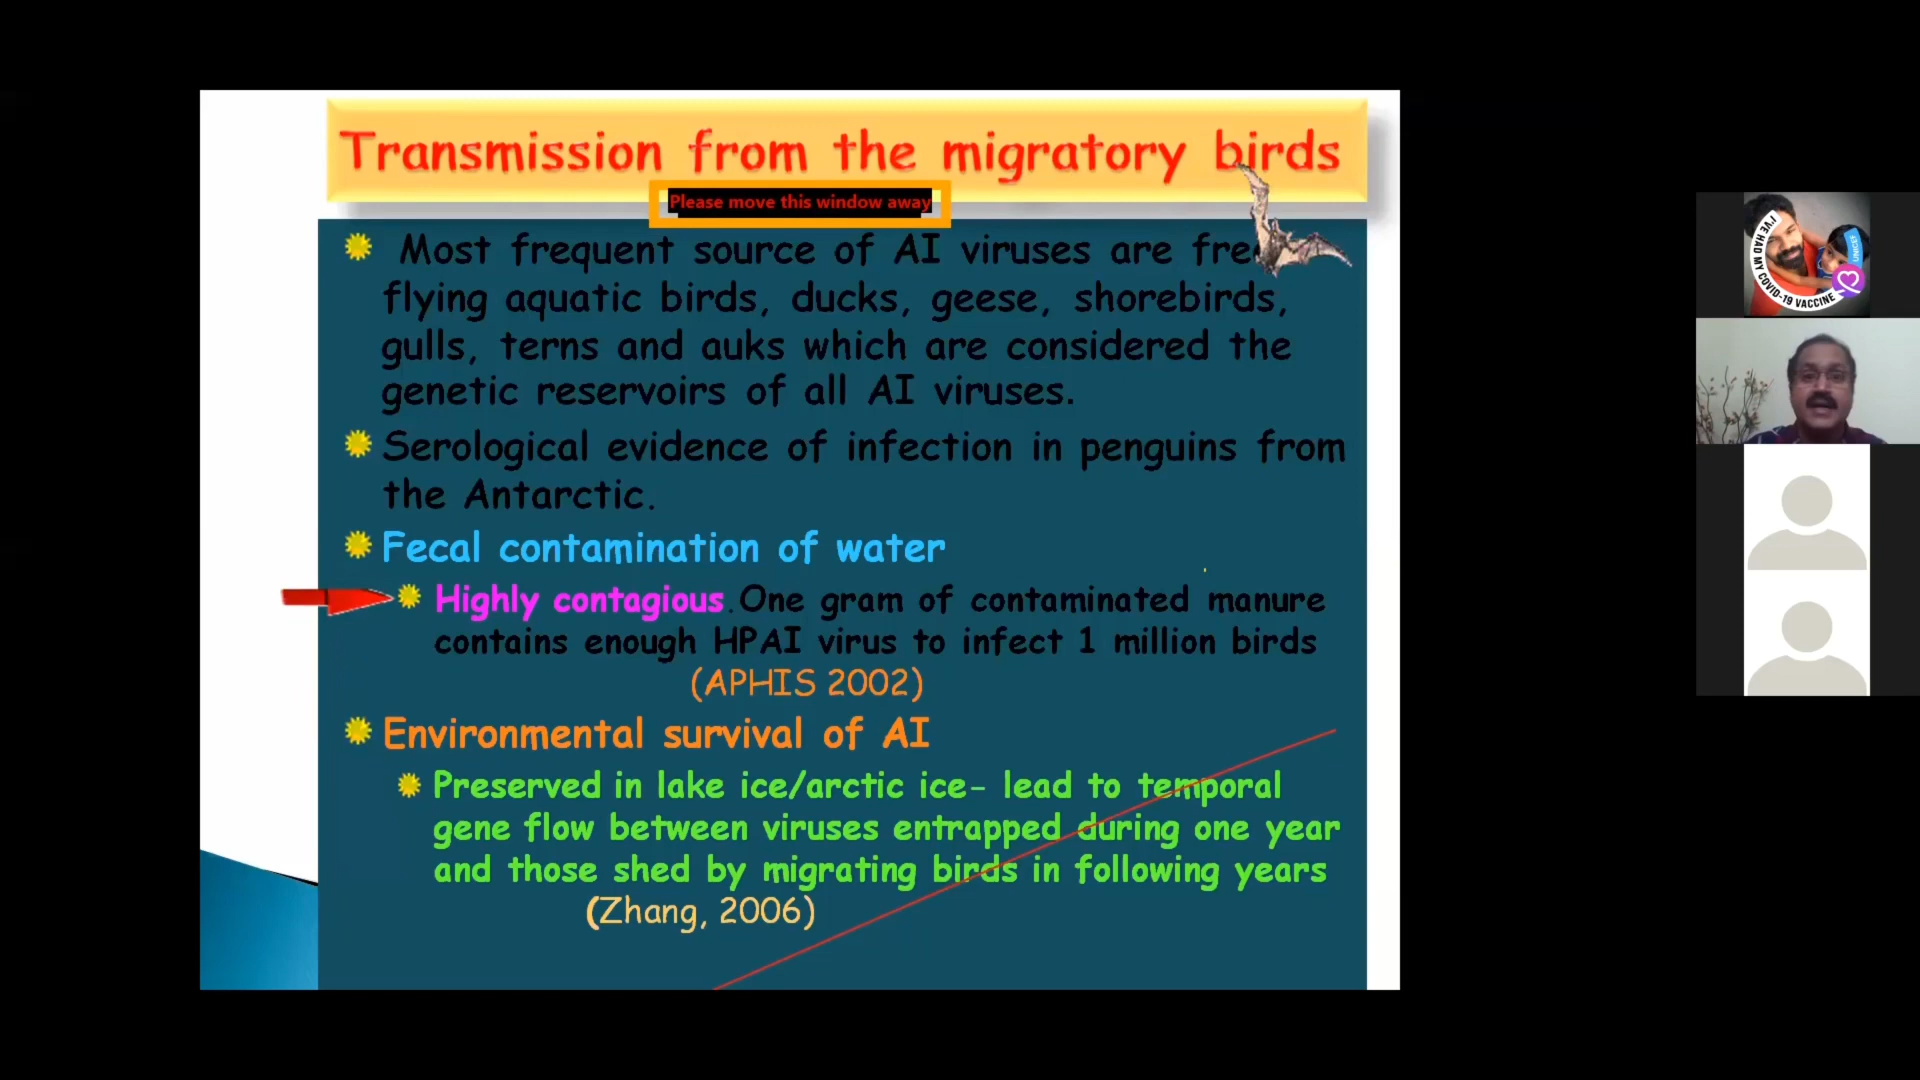 Transmission from the migratory birds
Please move this window away
Most frequent source of AI viruses are free
flying aquatic birds, ducks, geese, shorebirds,
gulls, terns and auks which are considered the
genetic reservoirs of all AI viruses.
Serological evidence of infection in penguins from
the Antarctic.
Fecal contamination of water
Highly contagious.One gram of contaminated manure
contains enough HPAI virus to infect 1 million birds
(APHIS 2002)
Environmental survival of AI
Preserved in lake ice/arctic ice- lead to temporal
gene flow between viruses entrapped during one year
and those shed by migrating birds in following years
(Zhang, 2006)
I'VE HAD MY COVID-19 VACCINE
UNICEF